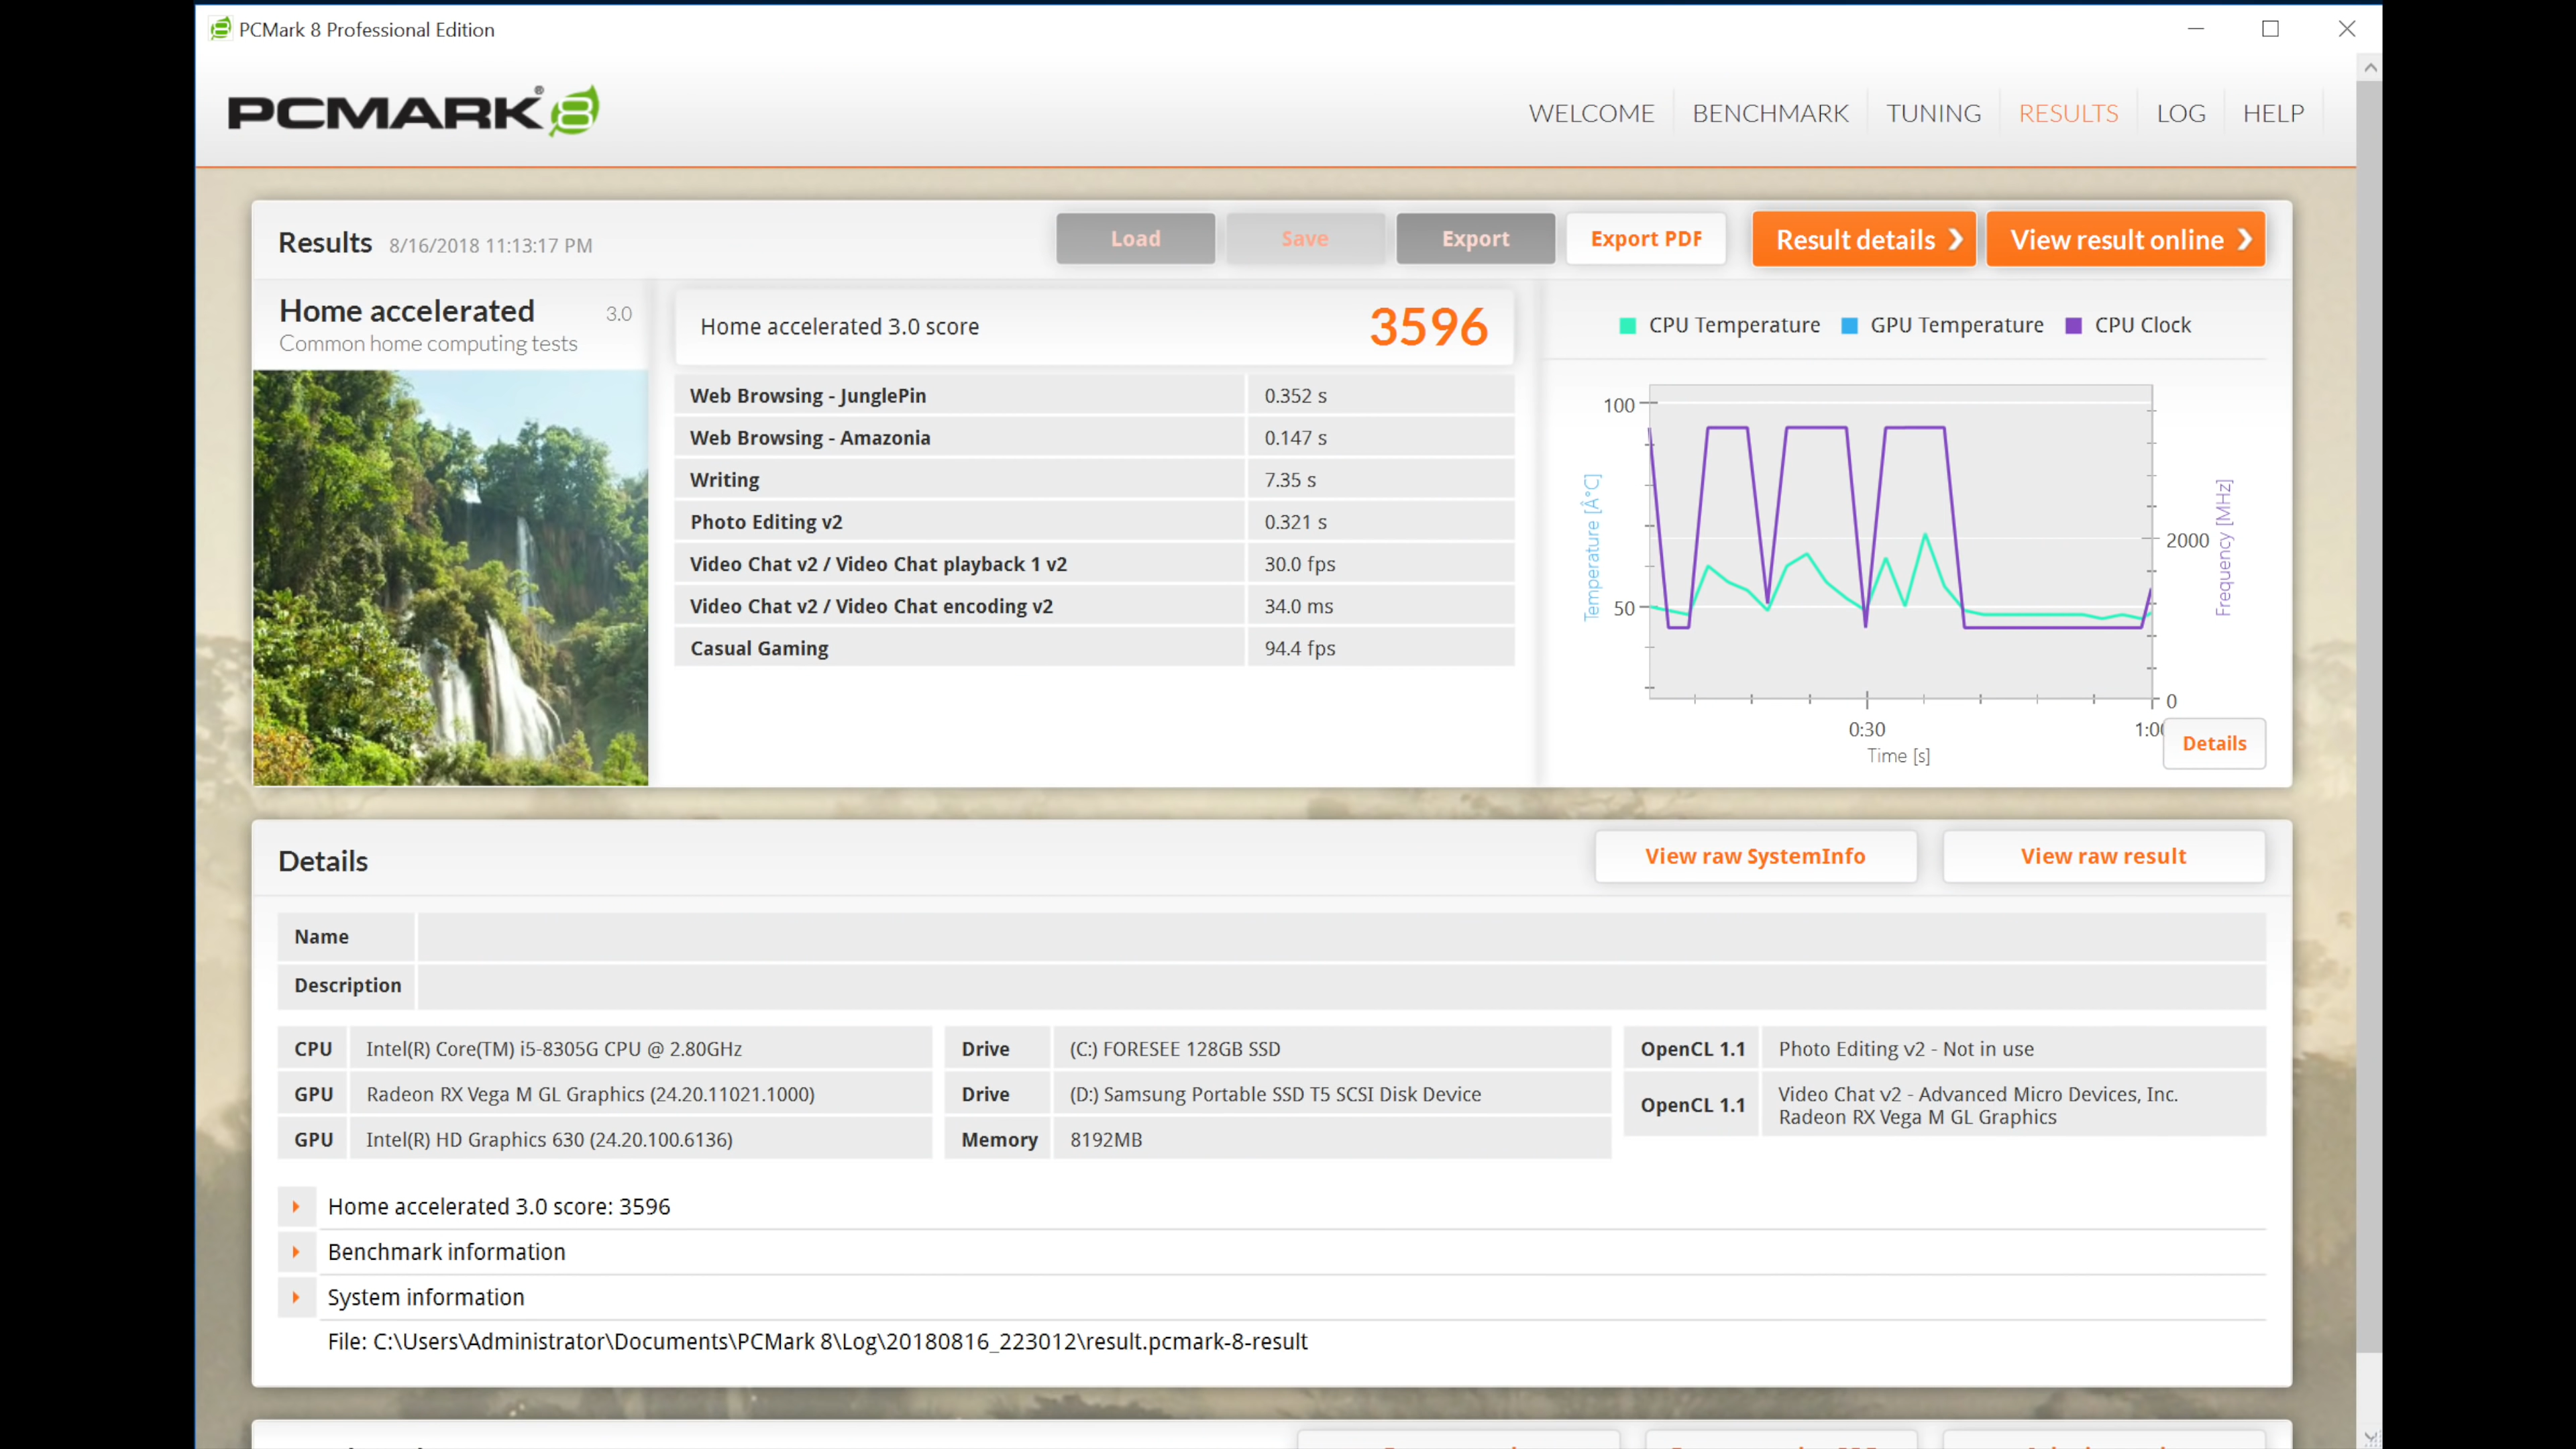 PCMark 8 Professional Edition
PCMARK® 8
WELCOME BENCHMARK TUNING RESULTS LOG HELP
Results 8/16/2018 11:13:17 PM
Load Save Export Export PDF Result details View result online
Home accelerated 3.0
Common home computing tests
Home accelerated 3.0 score 3596
Web Browsing - JunglePin 0.352 s
Web Browsing - Amazonia 0.147 s
Writing 7.35 s
Photo Editing v2 0.321 s
Video Chat v2 / Video Chat playback 1 v2 30.0 fps
Video Chat v2 / Video Chat encoding v2 34.0 ms
Casual Gaming 94.4 fps
CPU Temperature GPU Temperature CPU Clock
100
50
Temperature [Â°C]
2000
0
Frequency [MHz]
0:30
Time [s]
Details
Details
View raw SystemInfo View raw result
Name
Description
CPU Intel(R) Core(TM) i5-8305G CPU @ 2.80GHz
GPU Radeon RX Vega M GL Graphics (24.20.11021.1000)
GPU Intel(R) HD Graphics 630 (24.20.100.6136)
Drive (C:) FORESEE 128GB SSD
Drive (D:) Samsung Portable SSD T5 SCSI Disk Device
Memory 8192MB
OpenCL 1.1 Photo Editing v2 - Not in use
OpenCL 1.1 Video Chat v2 - Advanced Micro Devices, Inc.
Radeon RX Vega M GL Graphics
Home accelerated 3.0 score: 3596
Benchmark information
System information
File: C:\Users\Administrator\Documents\PCMark 8\Log\20180816_223012\result.pcmark-8-result